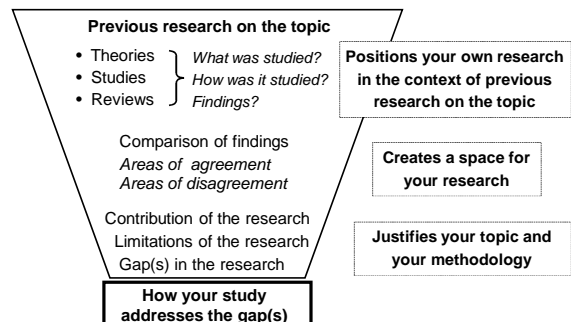 Previous research on the topic
• Theories
• Studies
• Reviews
What was studied?
How was it studied?
Findings?
Positions your own research
in the context of previous
research on the topic
Comparison of findings
Areas of agreement
Areas of disagreement
Creates a space for
your research
Contribution of the research
Limitations of the research
Gap(s) in the research
Justifies your topic and
your methodology
How your study
addresses the gap(s)